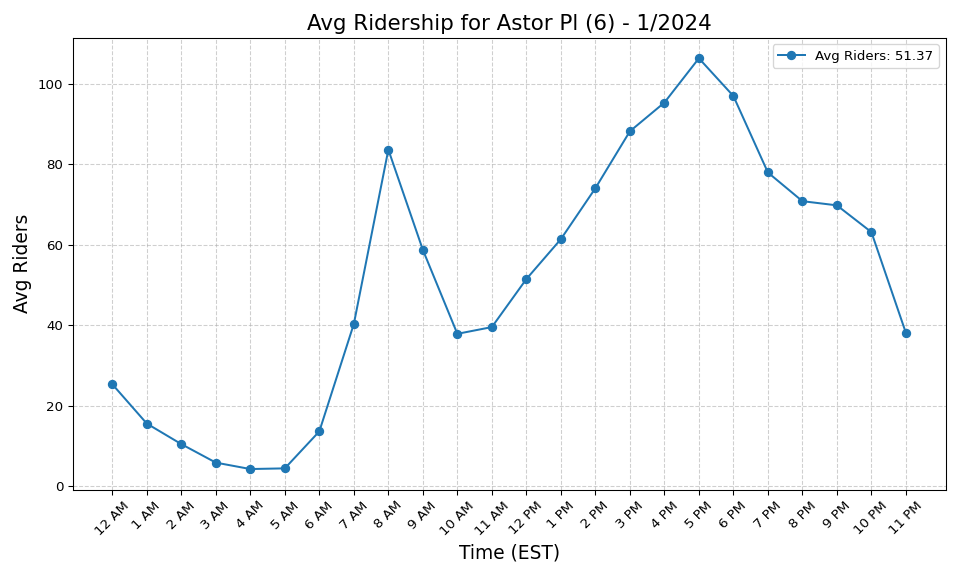 Avg Ridership for Astor Pl (6) - 1/2024
Avg Riders: 51.37
Avg Riders
100
80
60
40
20
0
12 AM
1 AM
2 AM
3 AM
4 AM
5 AM
6 AM
7 AM
8 AM
9 AM
10 AM
11 AM
12 PM
1 PM
2 PM
3 PM
4 PM
5 PM
6 PM
7 PM
8 PM
9 PM
10 PM
11 PM
Time (EST)